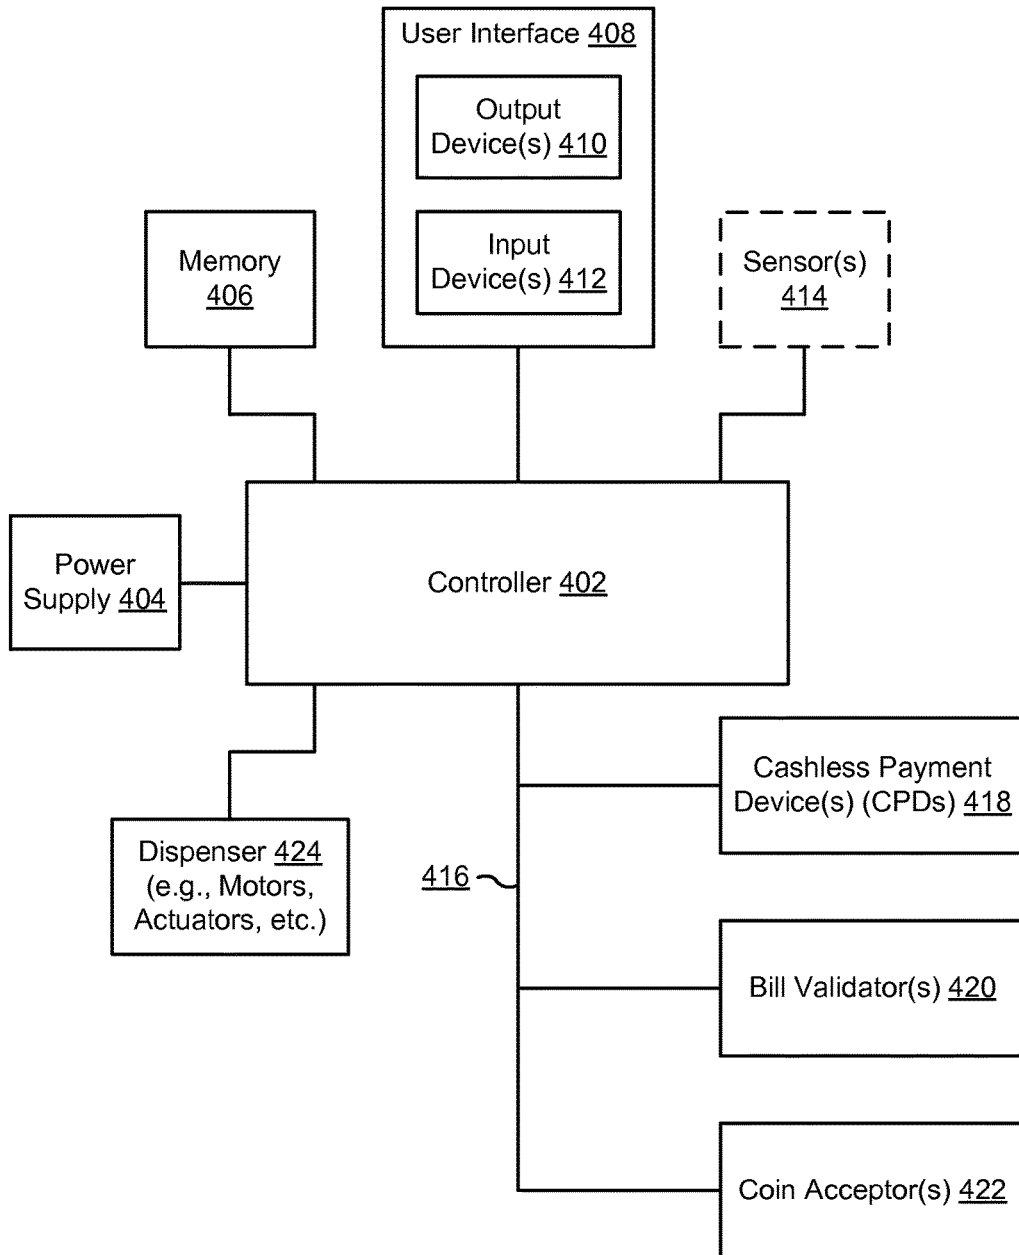 User Interface 408
Output
Device(s) 410
Input
Device(s) 412
Memory
406
Sensor(s)
414
Power
Supply 404
Controller 402
Cashless Payment
Device(s) (CPDs) 418
Dispenser 424
(e.g., Motors,
Actuators, etc.)
416
Bill Validator(s) 420
Coin Acceptor(s) 422